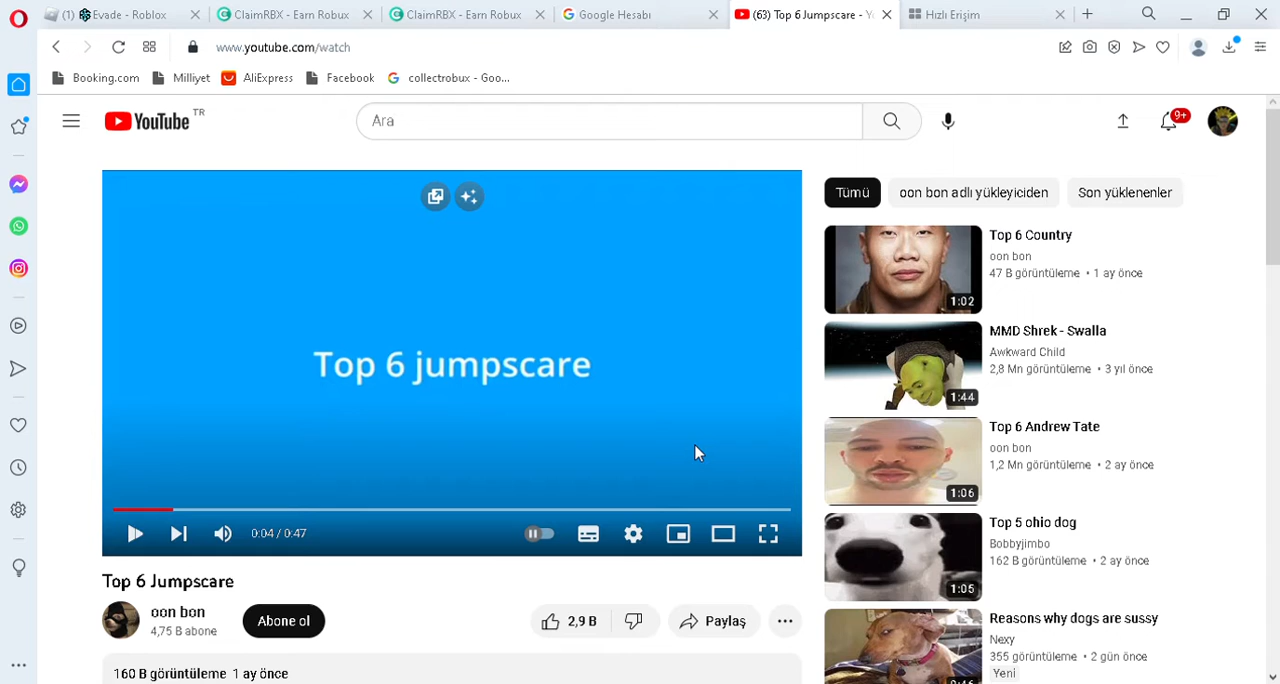 (1) Evade - Roblox
ClaimRBX - Earn Robux
ClaimRBX - Earn Robux
Google Hesabı
(63) Top 6 Jumpscare - Yo
Hızlı Erişim
www.youtube.com/watch
Booking.com
Milliyet
AliExpress
Facebook
collectrobux - Goo...
YouTube TR
Ara
9+
Tümü
oon bon adlı yükleyiciden
Son yüklenenler
Top 6 jumpscare
0:04 / 0:47
Top 6 Jumpscare
oon bon
4,75 B abone
Abone ol
2,9 B
Paylaş
160 B görüntüleme 1 ay önce
Top 6 Country
oon bon
47 B görüntüleme • 1 ay önce
1:02
MMD Shrek - Swalla
Awkward Child
2,8 Mn görüntüleme • 3 yıl önce
1:44
Top 6 Andrew Tate
oon bon
1,2 Mn görüntüleme • 2 ay önce
1:06
Top 5 ohio dog
Bobbyjimbo
162 B görüntüleme • 2 ay önce
1:05
Reasons why dogs are sussy
Nexy
355 görüntüleme • 2 gün önce
Yeni